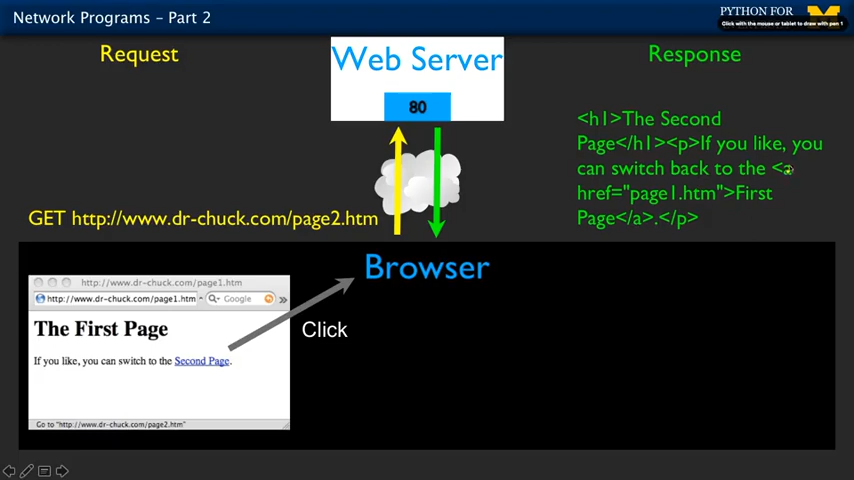 Network Programs – Part 2
PYTHON FOR
Click with the mouse or tablet to draw with pen 1
Request
Web Server
Response
80
<h1>The Second
Page</h1><p>If you like, you
can switch back to the <a
href="page1.htm">First
Page</a>.</p>
GET http://www.dr-chuck.com/page2.htm
Browser
http://www.dr-chuck.com/page1.htm
http://www.dr-chuck.com/page1.htm
Google
The First Page
Click
If you like, you can switch to the Second Page.
Go to "http://www.dr-chuck.com/page2.htm"